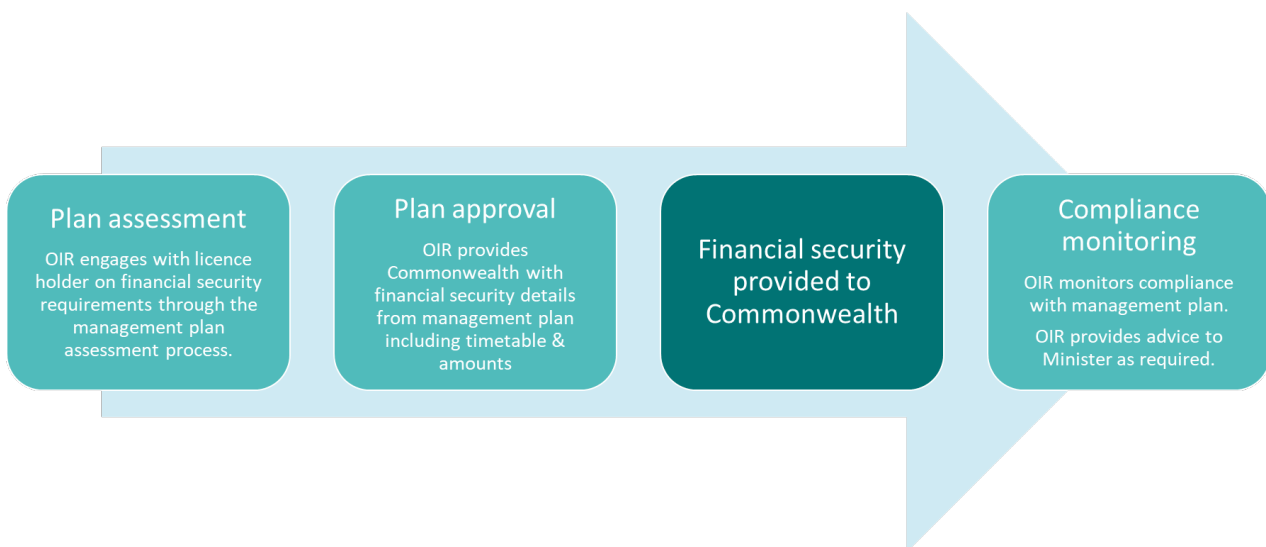 Plan assessment
OIR engages with licence
holder on financial security
requirements through the
management plan
assessment process.
Plan approval
OIR provides
Commonwealth with
financial security details
from management plan
including timetable &
amounts
Financial security
provided to
Commonwealth
Compliance
monitoring
OIR monitors compliance
with management plan.
OIR provides advice to
Minister as required.